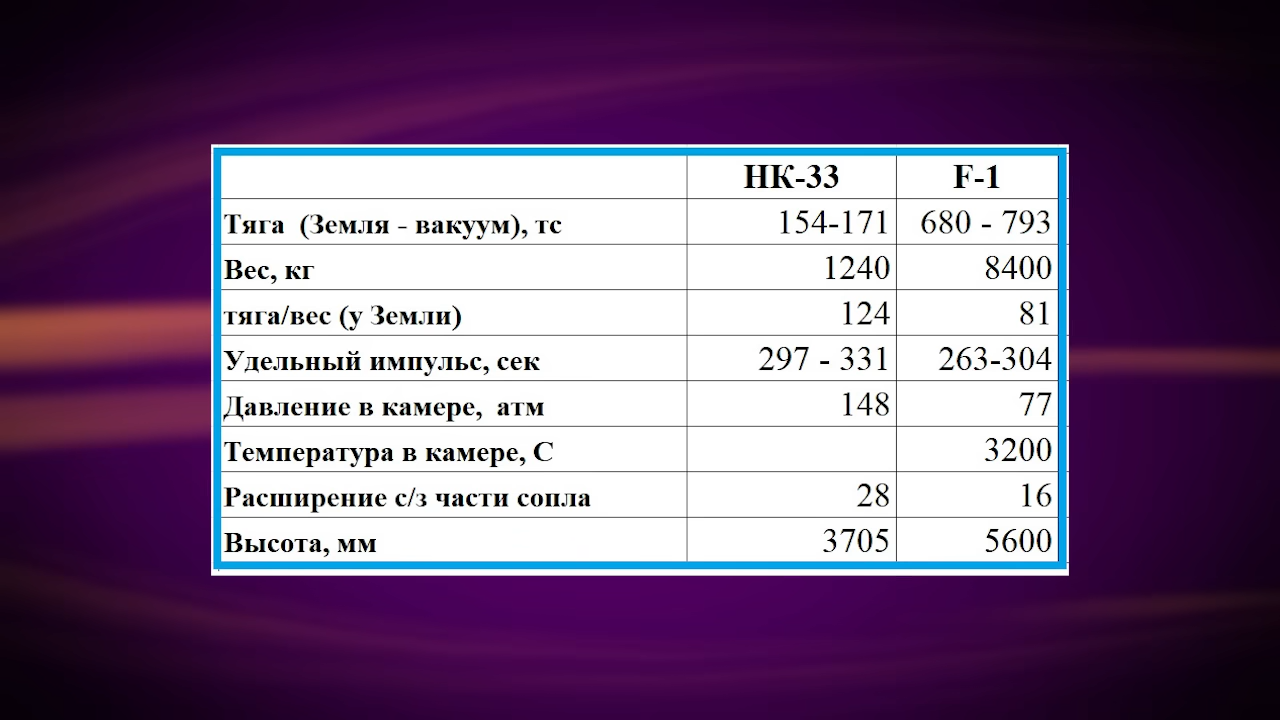 НК-33 F-1
Тяга (Земля - вакуум), тс 154-171 680 - 793
Вес, кг 1240 8400
тяга/вес (у Земли) 124 81
Удельный импульс, сек 297 - 331 263-304
Давление в камере, атм 148 77
Температура в камере, С 3200
Расширение с/з части сопла 28 16
Высота, мм 3705 5600